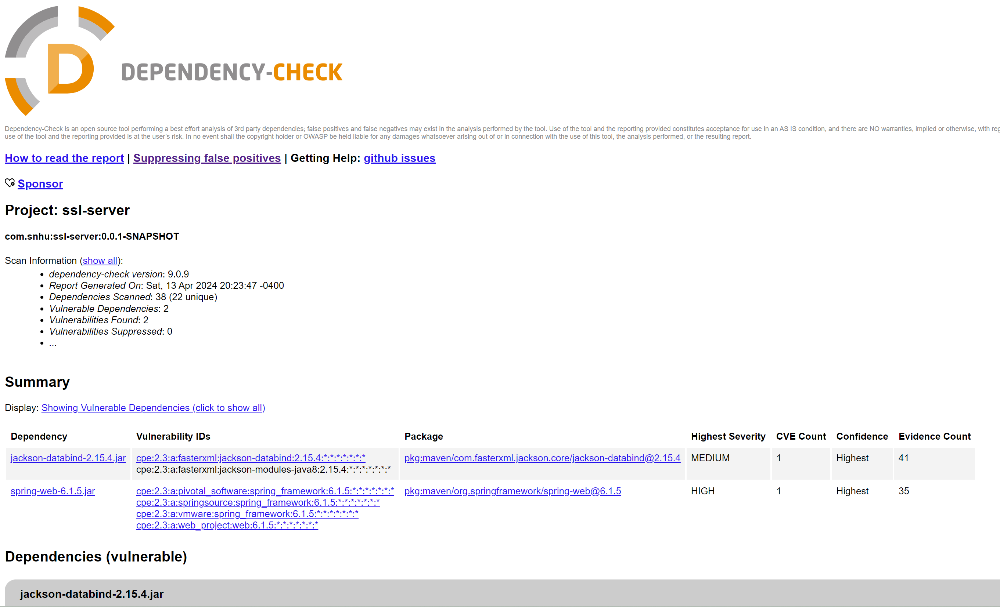 DEPENDENCY-CHECK
Dependency-Check is an open source tool performing a best effort analysis of 3rd party dependencies; false positives and false negatives may exist in the analysis performed by the tool. Use of the tool and the reporting provided constitutes acceptance for use in an AS IS condition, and there are NO warranties, implied or otherwise, with
use of the tool and the reporting provided is at the user's risk. In no event shall the copyright holder or OWASP be held liable for any damages whatsoever arising out of or in connection with the use of this tool, the analysis performed, or the resulting report.
How to read the report | Suppressing false positives | Getting Help: github issues
Sponsor
Project: ssl-server
com.snhu:ssl-server:0.0.1-SNAPSHOT
Scan Information (show all):
• dependency-check version: 9.0.9
• Report Generated On: Sat, 13 Apr 2024 20:23:47 -0400
• Dependencies Scanned: 38 (22 unique)
• Vulnerable Dependencies: 2
• Vulnerabilities Found: 2
• Vulnerabilities Suppressed: 0
• ...
Summary
Display: Showing Vulnerable Dependencies (click to show all)
Dependency Vulnerability IDs Package Highest Severity CVE Count Confidence Evidence Count
jackson-databind-2.15.4.jar cpe:2.3:a:fasterxml:jackson-databind:2.15.4:*:*:*:*:*:*:* pkg:maven/com.fasterxml.jackson.core/jackson-databind@2.15.4 MEDIUM 1 Highest 41
cpe:2.3:a:fasterxml:jackson-modules-java8:2.15.4:*:*:*:*:*:*:*
spring-web-6.1.5.jar cpe:2.3:a:pivotal_software:spring_framework:6.1.5:*:*:*:*:*:*:* pkg:maven/org.springframework/spring-web@6.1.5 HIGH 1 Highest 35
cpe:2.3:a:springsource:spring_framework:6.1.5:*:*:*:*:*:*:*
cpe:2.3:a:vmware:spring_framework:6.1.5:*:*:*:*:*:*:*
cpe:2.3:a:web_project:web:6.1.5:*:*:*:*:*:*:*
Dependencies (vulnerable)
jackson-databind-2.15.4.jar